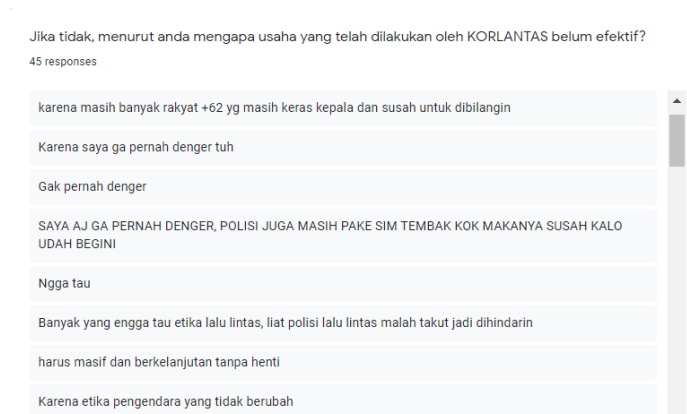 Jika tidak, menurut anda mengapa usaha yang telah dilakukan oleh KORLANTAS belum efektif?
45 responses
karena masih banyak rakyat +62 yg masih keras kepala dan susah untuk dibilangin
Karena saya ga pernah denger tuh
Gak pernah denger
SAYA AJ GA PERNAH DENGER, POLISI JUGA MASIH PAKE SIM TEMBAK KOK MAKANYA SUSAH KALO
UDAH BEGINI
Ngga tau
Banyak yang engga tau etika lalu lintas, liat polisi lalu lintas malah takut jadi dihindarin
harus masif dan berkelanjutan tanpa henti
Karena etika pengendara yang tidak berubah